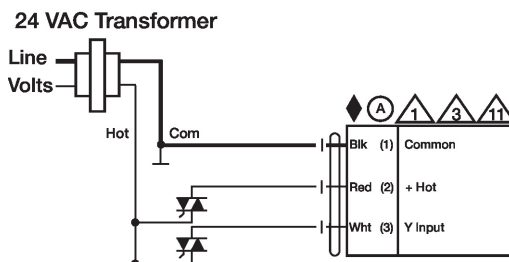 24 VAC Transformer
Line
Volts
Hot
Com
A
1
3
11
Blk (1) Common
Red (2) + Hot
Wht (3) Y Input